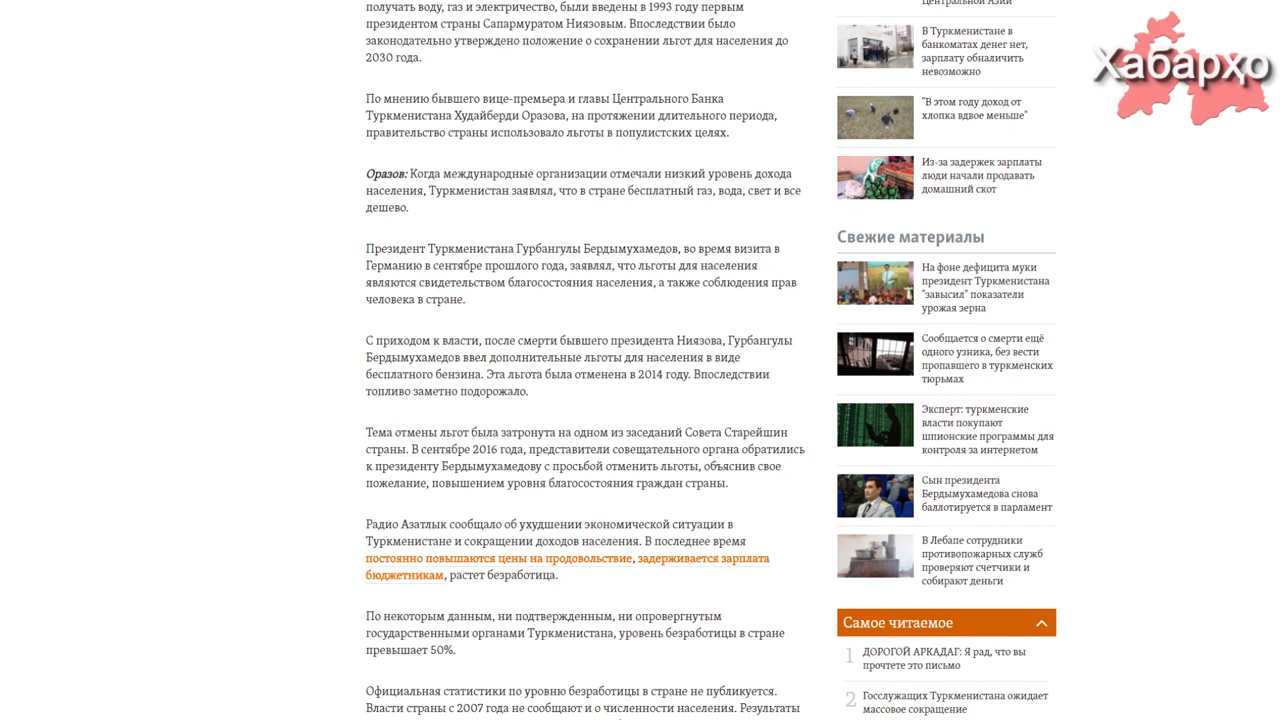 получать воду, газ и электричество, были введены в 1993 году первым
президентом страны Сапармуратом Ниязовым. Впоследствии было
законодательно утверждено положение о сохранении льгот для населения до
2030 года.
По мнению бывшего вице-премьера и главы Центрального Банка
Туркменистана Худайберди Оразова, на протяжении длительного периода,
правительство страны использовало льготы в популистских целях.
Оразов: Когда международные организации отмечали низкий уровень дохода
населения, Туркменистан заявлял, что в стране бесплатный газ, вода, свет и все
дешево.
Президент Туркменистана Гурбангулы Бердымухамедов, во время визита в
Германию в сентябре прошлого года, заявлял, что льготы для населения
являются свидетельством благосостояния населения, а также соблюдения прав
человека в стране.
С приходом к власти, после смерти бывшего президента Ниязова, Гурбангулы
Бердымухамедов ввел дополнительные льготы для населения в виде
бесплатного бензина. Эта льгота была отменена в 2014 году. Впоследствии
топливо заметно подорожало.
Тема отмены льгот была затронута на одном из заседаний Совета Старейшин
страны. В сентябре 2016 года, представители совещательного органа обратились
к президенту Бердымухамедову с просьбой отменить льготы, объяснив свое
пожелание, повышением уровня благосостояния граждан страны.
Радио Азатлык сообщало об ухудшении экономической ситуации в
Туркменистане и сокращении доходов населения. В последнее время
постоянно повышаются цены на продовольствие, задерживается зарплата
бюджетникам, растет безработица.
По некоторым данным, ни подтвержденным, ни опровергнутым
государственными органами Туркменистана, уровень безработицы в стране
превышает 50%.
Официальная статистики по уровню безработицы в стране не публикуется.
Власти страны с 2007 года не сообщают и о численности населения. Результаты
Центральной Азии
В Туркменистане в
банкоматах денег нет,
зарплату обналичить
невозможно
"В этом году доход от
хлопка вдвое меньше"
Из-за задержек зарплаты
люди начали продавать
домашний скот
Свежие материалы
На фоне дефицита муки
президент Туркменистана
"завысил" показатели
урожая зерна
Сообщается о смерти ещё
одного узника, без вести
пропавшего в туркменских
тюрьмах
Эксперт: туркменские
власти покупают
шпионские программы для
контроля за интернетом
Сын президента
Бердымухамедова снова
баллотируется в парламент
В Лебапе сотрудники
противопожарных служб
проверяют счетчики и
собирают деньги
Самое читаемое
1 ДОРОГОЙ АРКАДАГ: Я рад, что вы
прочтете это письмо
2 Госслужащих Туркменистана ожидает
массовое сокращение
Хабарҳо